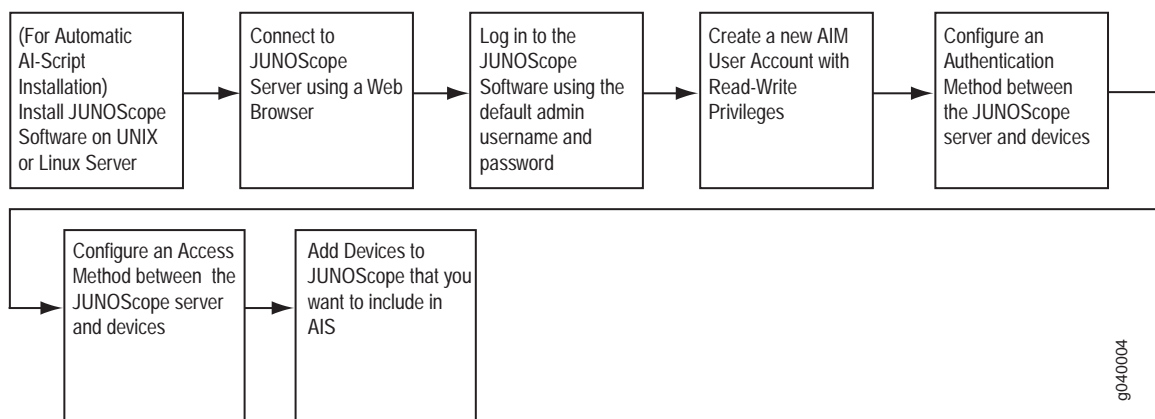 (For Automatic
AI-Script
Installation)
Install JUNOScope
Software on UNIX
or Linux Server
Connect to
JUNOScope
Server using a Web
Browser
Log in to the
JUNOScope
Software using the
default admin
username and
password
Create a new AIM
User Account with
Read-Write
Privileges
Configure an
Authentication
Method between
the JUNOScope
server and devices
Configure an Access
Method between the
JUNOScope server
and devices
Add Devices to
JUNOScope that you
want to include in
AIS
g040004